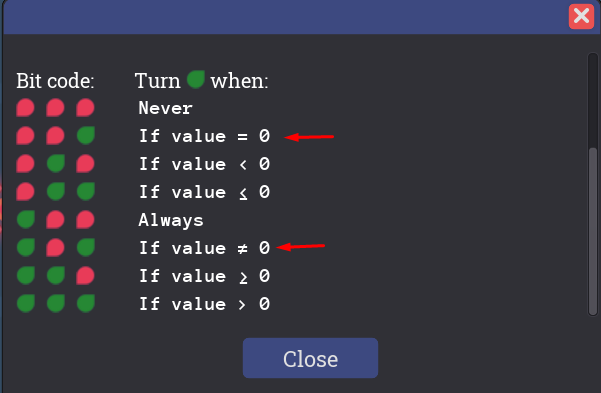 Bit code: Turn when:
Never
If value = 0
If value < 0
If value ≤ 0
Always
If value ≠ 0
If value ≥ 0
If value > 0
Close